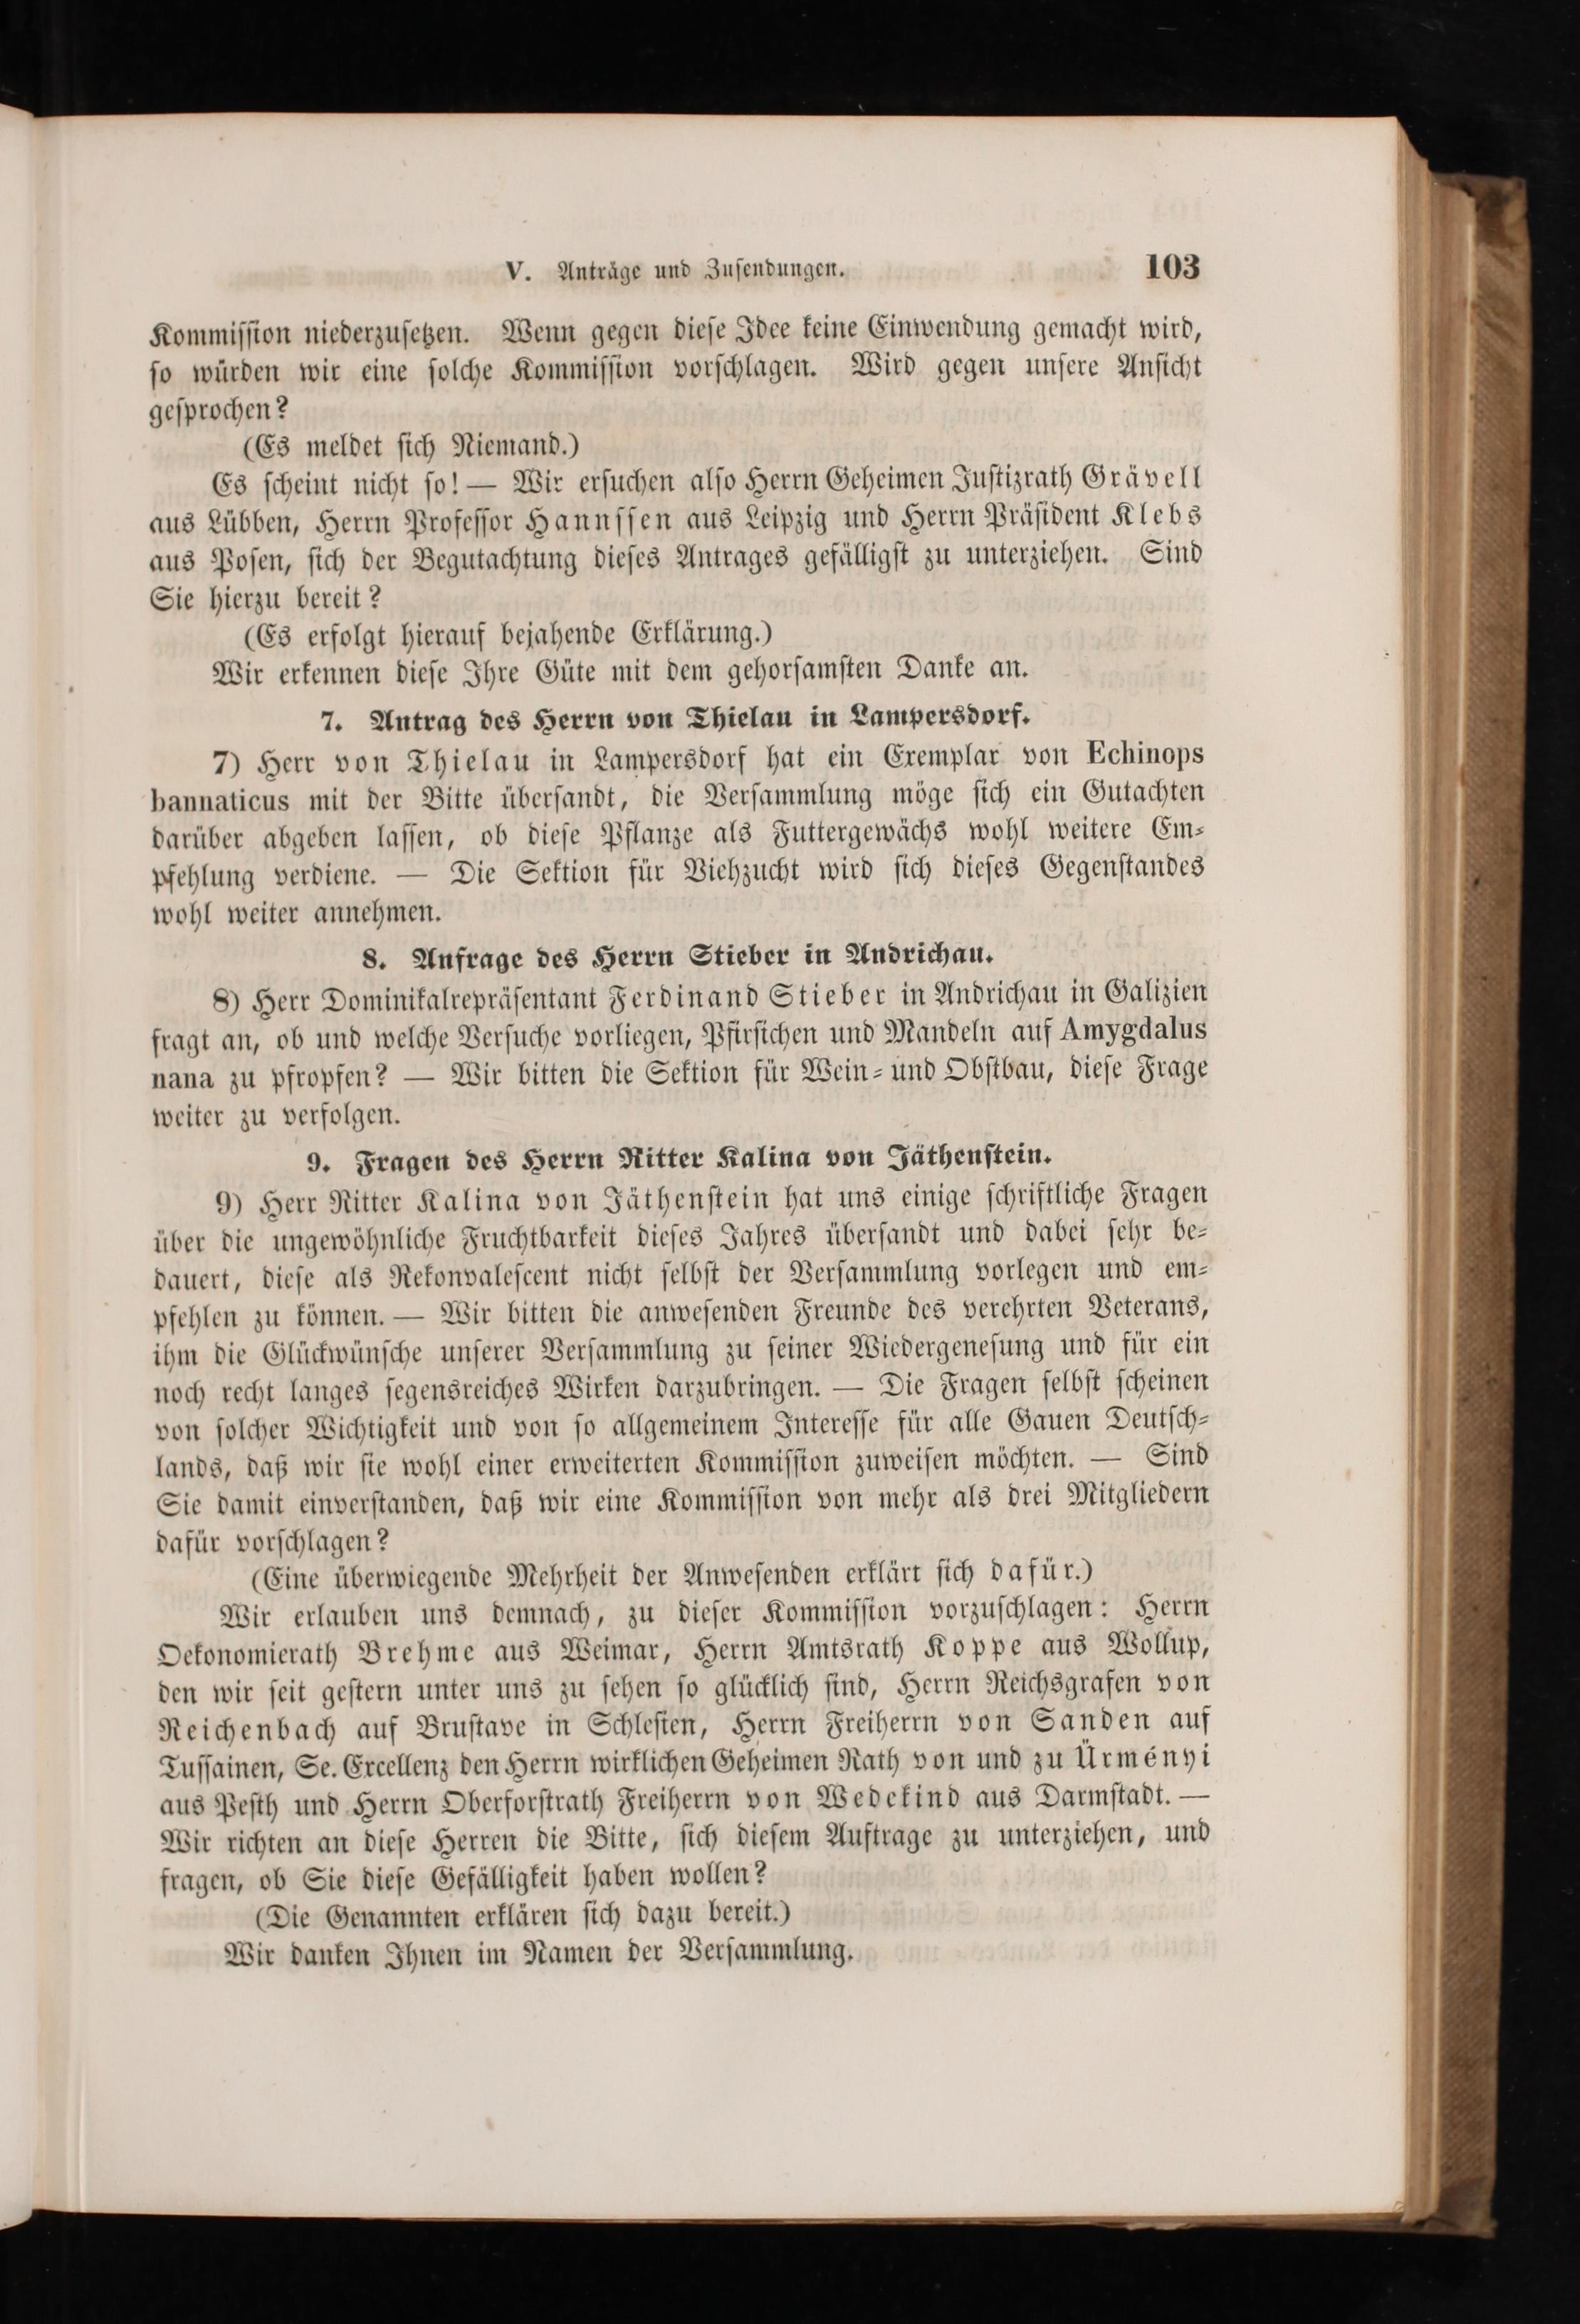 V. Anträge und Zusendungen. 103
Kommission niederzusetzen. Wenn gegen diese Idee keine Einwendung gemacht wird,
so würden wir eine solche Kommission vorschlagen. Wird gegen unsere Ansicht
gesprochen?
(Es meldet sich Niemand.)
Es scheint nicht so! — Wir ersuchen also Herrn Geheimen Justizrath Grävell
aus Lübben, Herrn Professor Hannssen aus Leipzig und Herrn Präsident Klebs
aus Posen, sich der Begutachtung dieses Antrages gefälligst zu unterziehen. Sind
Sie hierzu bereit?
(Es erfolgt hierauf bejahende Erklärung.)
Wir erkennen diese Ihre Güte mit dem gehorsamsten Danke an.
7. Antrag des Herrn von Thielau in Lampersdorf.
7) Herr von Thielau in Lampersdorf hat ein Exemplar von Echinops
bannaticus mit der Bitte übersandt, die Versammlung möge sich ein Gutachten
darüber abgeben lassen, ob diese Pflanze als Futtergewächs wohl weitere Em-
pfehlung verdiene. — Die Sektion für Viehzucht wird sich dieses Gegenstandes
wohl weiter annehmen.
8. Anfrage des Herrn Stieber in Andrichau.
8) Herr Dominikalrepräsentant Ferdinand Stieber in Andrichau in Galizien
fragt an, ob und welche Versuche vorliegen, Pfirsichen und Mandeln auf Amygdalus
nana zu pfropfen? — Wir bitten die Sektion für Wein- und Obstbau, diese Frage
weiter zu verfolgen.
9. Fragen des Herrn Ritter Kalina von Jäthenstein.
9) Herr Ritter Kalina von Jäthenstein hat uns einige schriftliche Fragen
über die ungewöhnliche Fruchtbarkeit dieses Jahres übersandt und dabei sehr be-
dauert, diese als Rekonvalescent nicht selbst der Versammlung vorlegen und em-
pfehlen zu können. — Wir bitten die anwesenden Freunde des verehrten Veterans,
ihm die Glückwünsche unserer Versammlung zu seiner Wiedergenesung und für ein
noch recht langes segensreiches Wirken darzubringen. — Die Fragen selbst scheinen
von solcher Wichtigkeit und von so allgemeinem Interesse für alle Gauen Deutsch-
lands, daß wir sie wohl einer erweiterten Kommission zuweisen möchten. — Sind
Sie damit einverstanden, daß wir eine Kommission von mehr als drei Mitgliedern
dafür vorschlagen?
(Eine überwiegende Mehrheit der Anwesenden erklärt sich dafür.)
Wir erlauben uns demnach, zu dieser Kommission vorzuschlagen: Herrn
Oekonomierath Brehme aus Weimar, Herrn Amtsrath Koppe aus Wollup,
den wir seit gestern unter uns zu sehen so glücklich sind, Herrn Reichsgrafen von
Reichenbach auf Brustave in Schlesien, Herrn Freiherrn von Sanden auf
Tussainen, Se. Excellenz den Herrn wirklichen Geheimen Rath von und zu Ürményi
aus Pesth und Herrn Oberforstrath Freiherrn von Wedekind aus Darmstadt. —
Wir richten an diese Herren die Bitte, sich diesem Auftrage zu unterziehen, und
fragen, ob Sie diese Gefälligkeit haben wollen?
(Die Genannten erklären sich dazu bereit.)
Wir danken Ihnen im Namen der Versammlung.